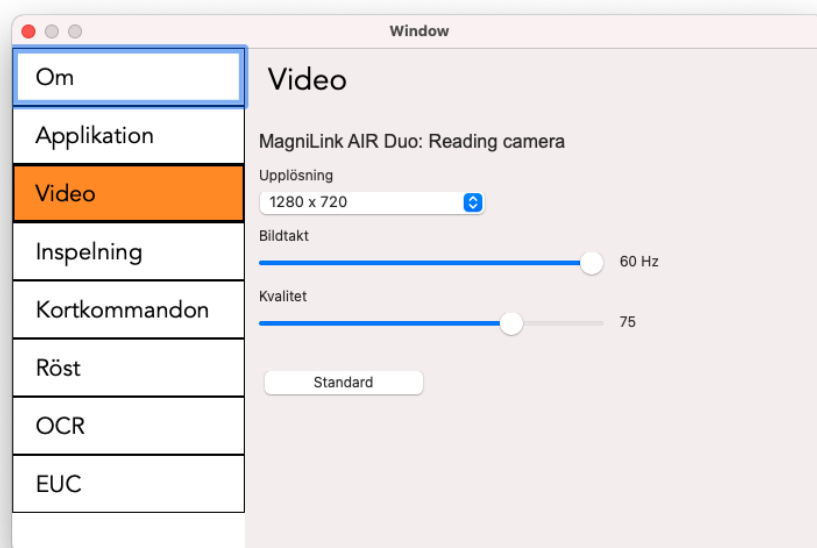 Window
Om
Applikation
Video
Inspelning
Kortkommandon
Röst
OCR
EUC
Video
MagniLink AIR Duo: Reading camera
Upplösning
1280 x 720
Bildtakt
60 Hz
Kvalitet
75
Standard